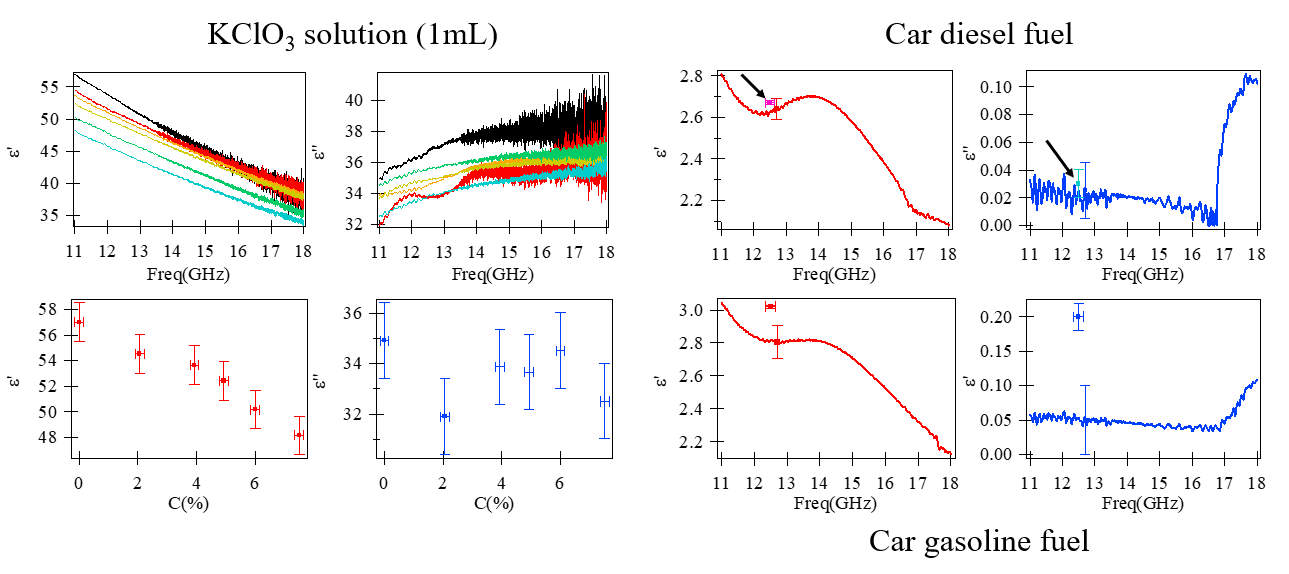 KClO₃ solution (1mL)
Car diesel fuel
ε'
55
50
45
40
35
11 12 13 14 15 16 17 18
Freq(GHz)
ε"
40
38
36
34
32
11 12 13 14 15 16 17 18
Freq(GHz)
ε'
2.8
2.6
2.4
2.2
11 12 13 14 15 16 17 18
Freq(GHz)
ε"
0.10
0.08
0.06
0.04
0.02
0.00
11 12 13 14 15 16 17 18
Freq(GHz)
ε'
58
56
54
52
50
48
0 2 4 6
C(%)
ε"
36
34
32
0 2 4 6
C(%)
ε'
3.0
2.8
2.6
2.4
2.2
11 12 13 14 15 16 17 18
Freq(GHz)
ε'
0.20
0.15
0.10
0.05
0.00
11 12 13 14 15 16 17 18
Freq(GHz)
Car gasoline fuel